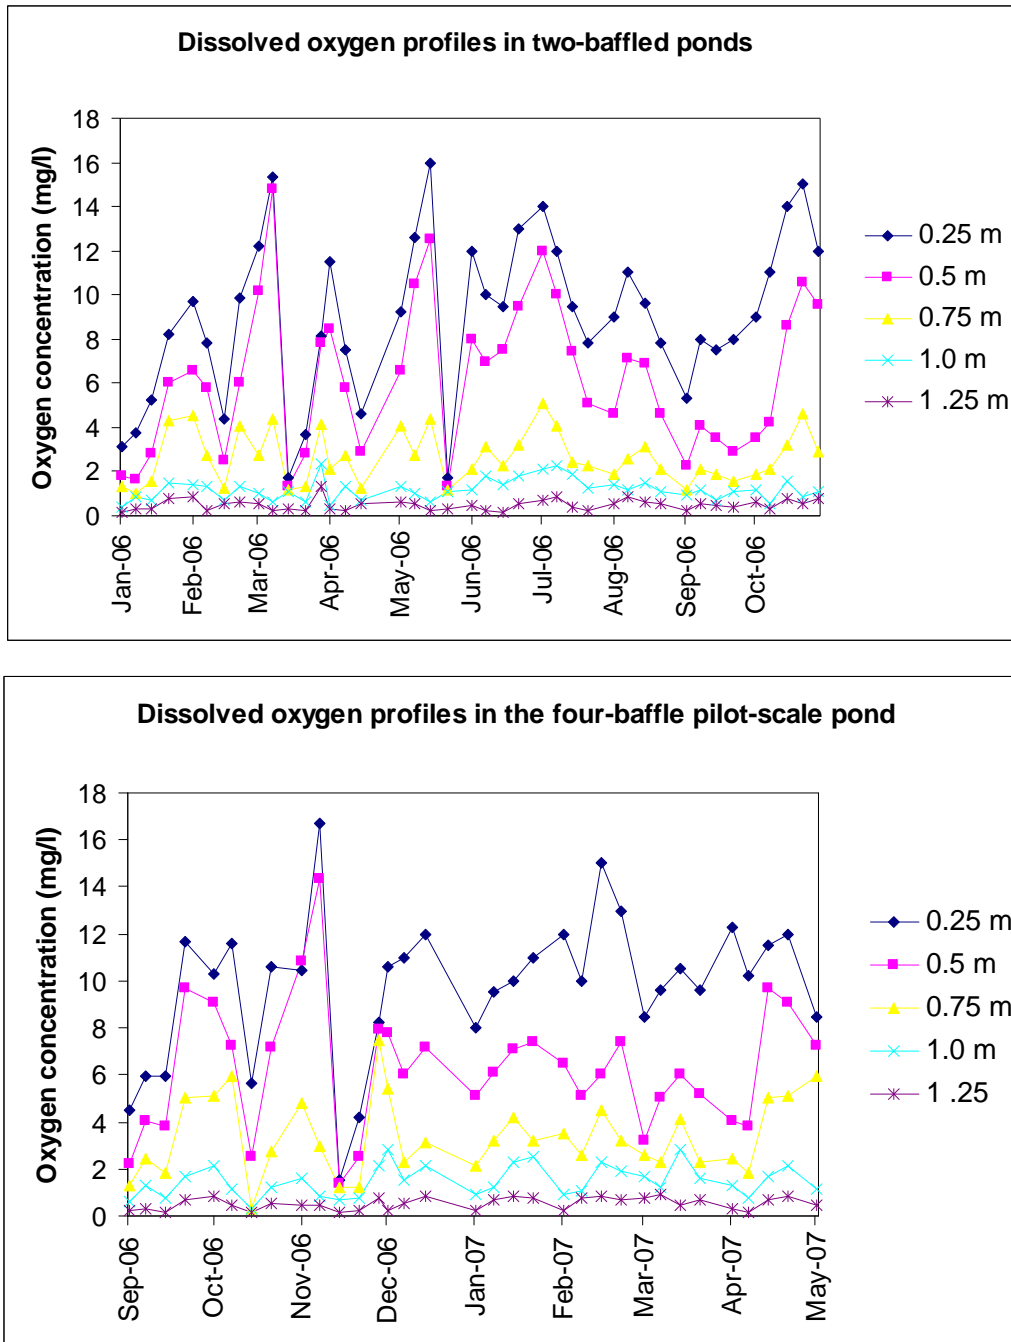 Dissolved oxygen profiles in two-baffled ponds
Oxygen concentration (mg/l)
18
16
14
12
10
8
6
4
2
0
Jan-06
Feb-06
Mar-06
Apr-06
May-06
Jun-06
Jul-06
Aug-06
Sep-06
Oct-06
0.25 m
0.5 m
0.75 m
1.0 m
1 .25 m
Dissolved oxygen profiles in the four-baffle pilot-scale pond
Oxygen concentration (mg/l)
18
16
14
12
10
8
6
4
2
0
Sep-06
Oct-06
Nov-06
Dec-06
Jan-07
Feb-07
Mar-07
Apr-07
May-07
0.25 m
0.5 m
0.75 m
1.0 m
1 .25